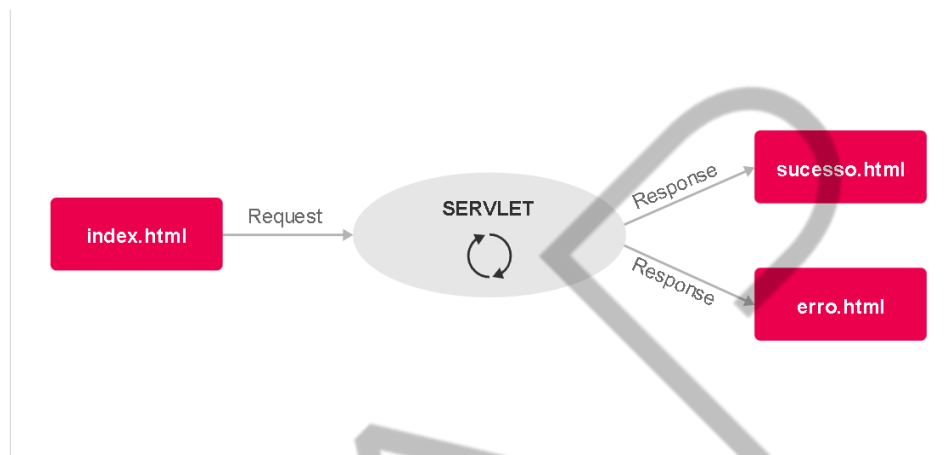 index.html
Request
SERVLET
Response
sucesso.html
Response
erro.html